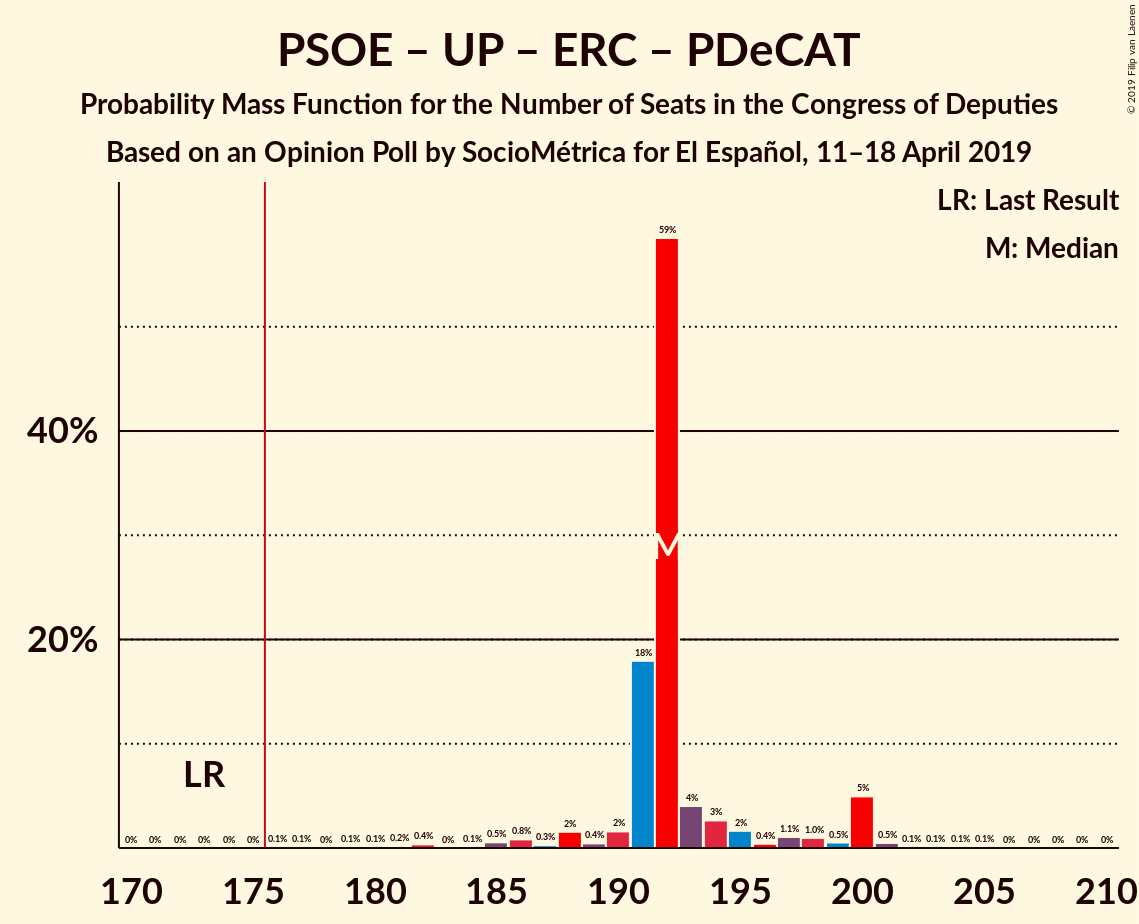 PSOE – UP – ERC – PDeCAT
Probability Mass Function for the Number of Seats in the Congress of Deputies
Based on an Opinion Poll by SocioMétrica for El Español, 11–18 April 2019
© 2019 Filip van Laenen
LR: Last Result
M: Median
59%
40%
M
20%
18%
LR
0% 0% 0% 0% 0% 0% 0.1% 0.1% 0% 0.1% 0.1% 0.2% 0.4% 0% 0.1% 0.5% 0.8% 0.3% 2% 0.4% 2% 4% 3% 2% 0.4% 1.1% 1.0% 0.5% 5% 0.5% 0.1% 0.1% 0.1% 0.1% 0% 0% 0% 0% 0%
170 175 180 185 190 195 200 205 210